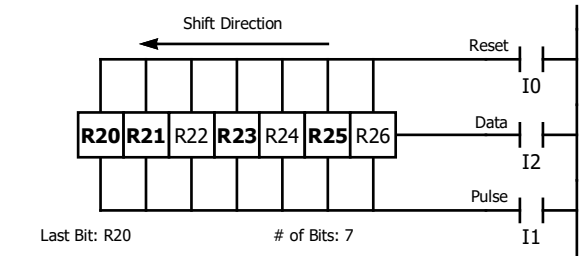 Shift Direction
Reset
I0
R20 R21 R22 R23 R24 R25 R26
Data
I2
Pulse
I1
Last Bit: R20 # of Bits: 7